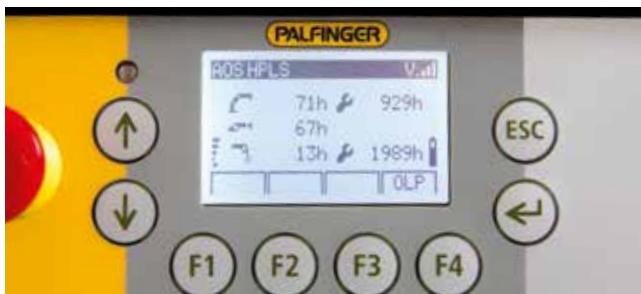 PALFINGER
AOS HPLS
71h 929h
67h
13h 1989h
OLP
ESC
F1 F2 F3 F4